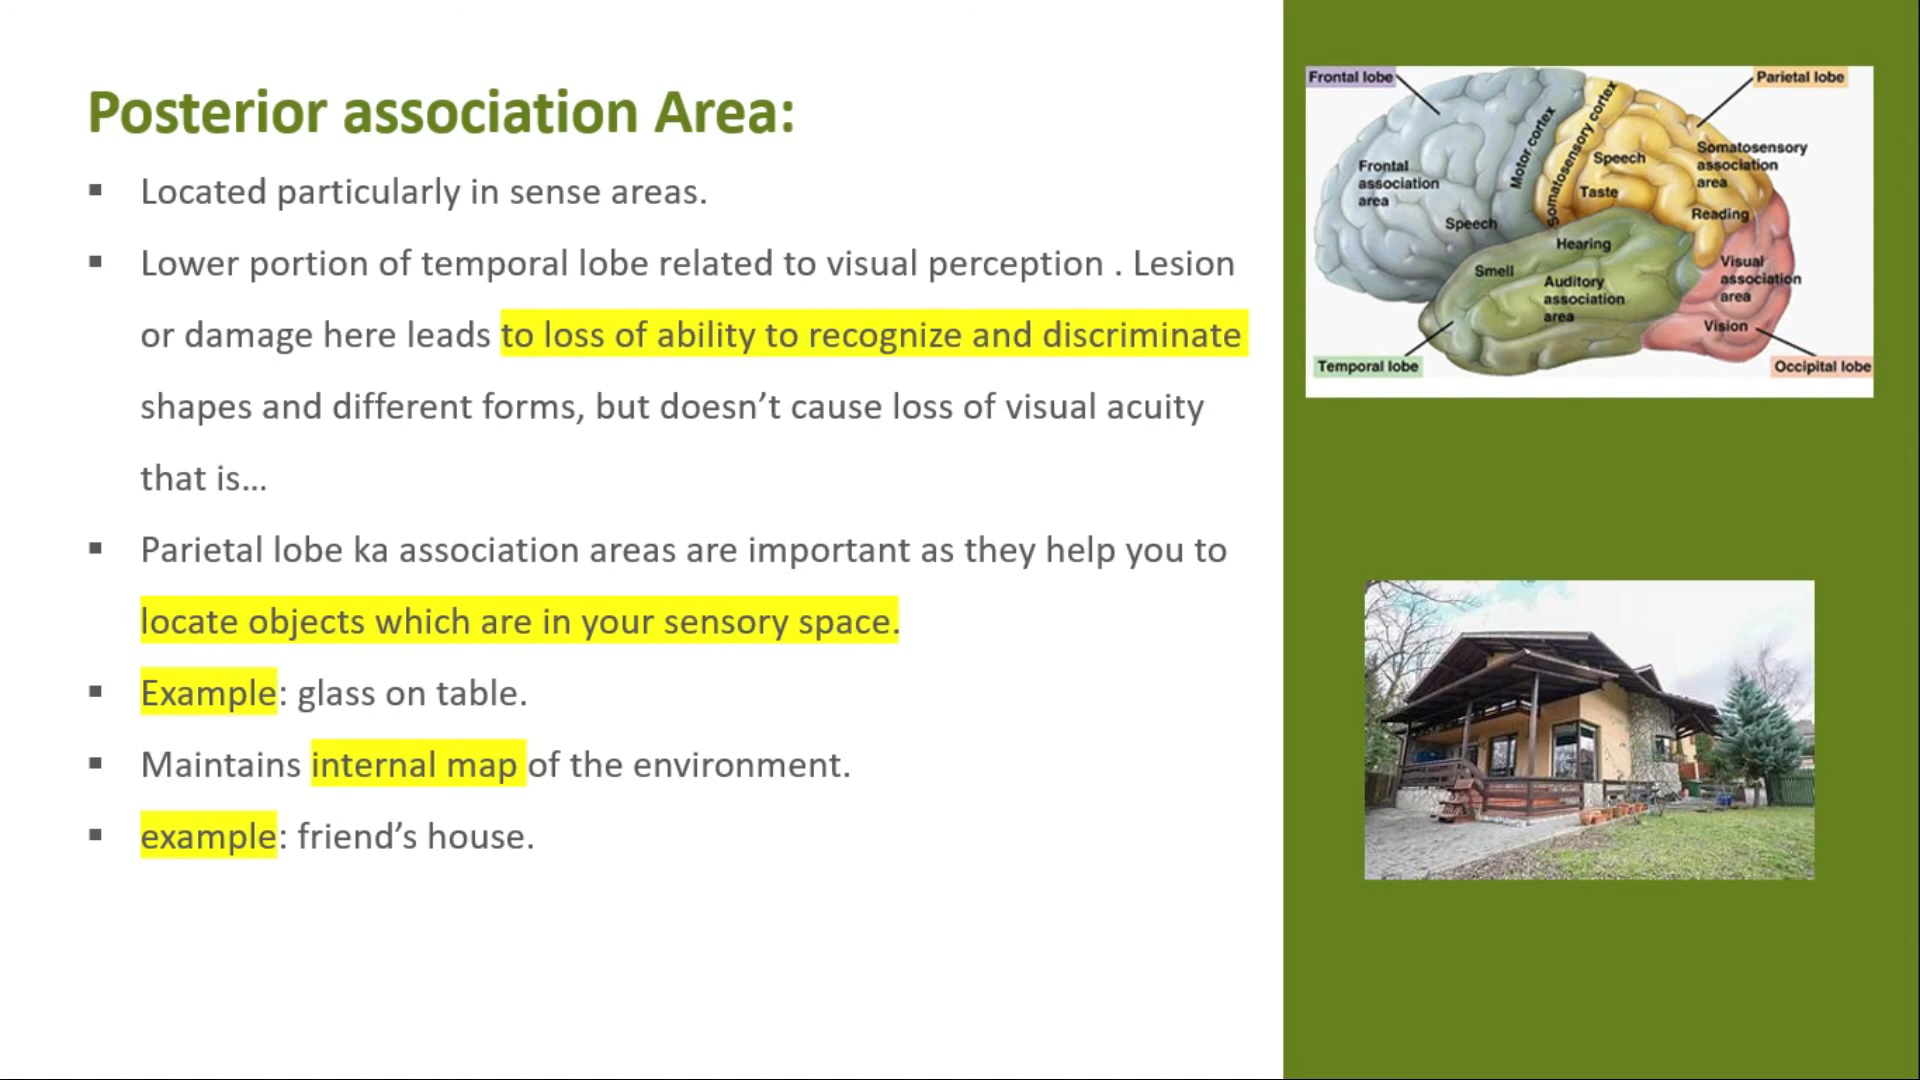 Posterior association Area:
▪ Located particularly in sense areas.
▪ Lower portion of temporal lobe related to visual perception . Lesion
or damage here leads to loss of ability to recognize and discriminate
shapes and different forms, but doesn’t cause loss of visual acuity
that is…
▪ Parietal lobe ka association areas are important as they help you to
locate objects which are in your sensory space.
▪ Example: glass on table.
▪ Maintains internal map of the environment.
▪ example: friend’s house.
Frontal lobe
Parietal lobe
Motor cortex
Somatosensory cortex
Frontal
association
area
Speech
Speech
Taste
Somatosensory
association
area
Reading
Hearing
Smell
Auditory
association
area
Visual
association
area
Vision
Temporal lobe
Occipital lobe